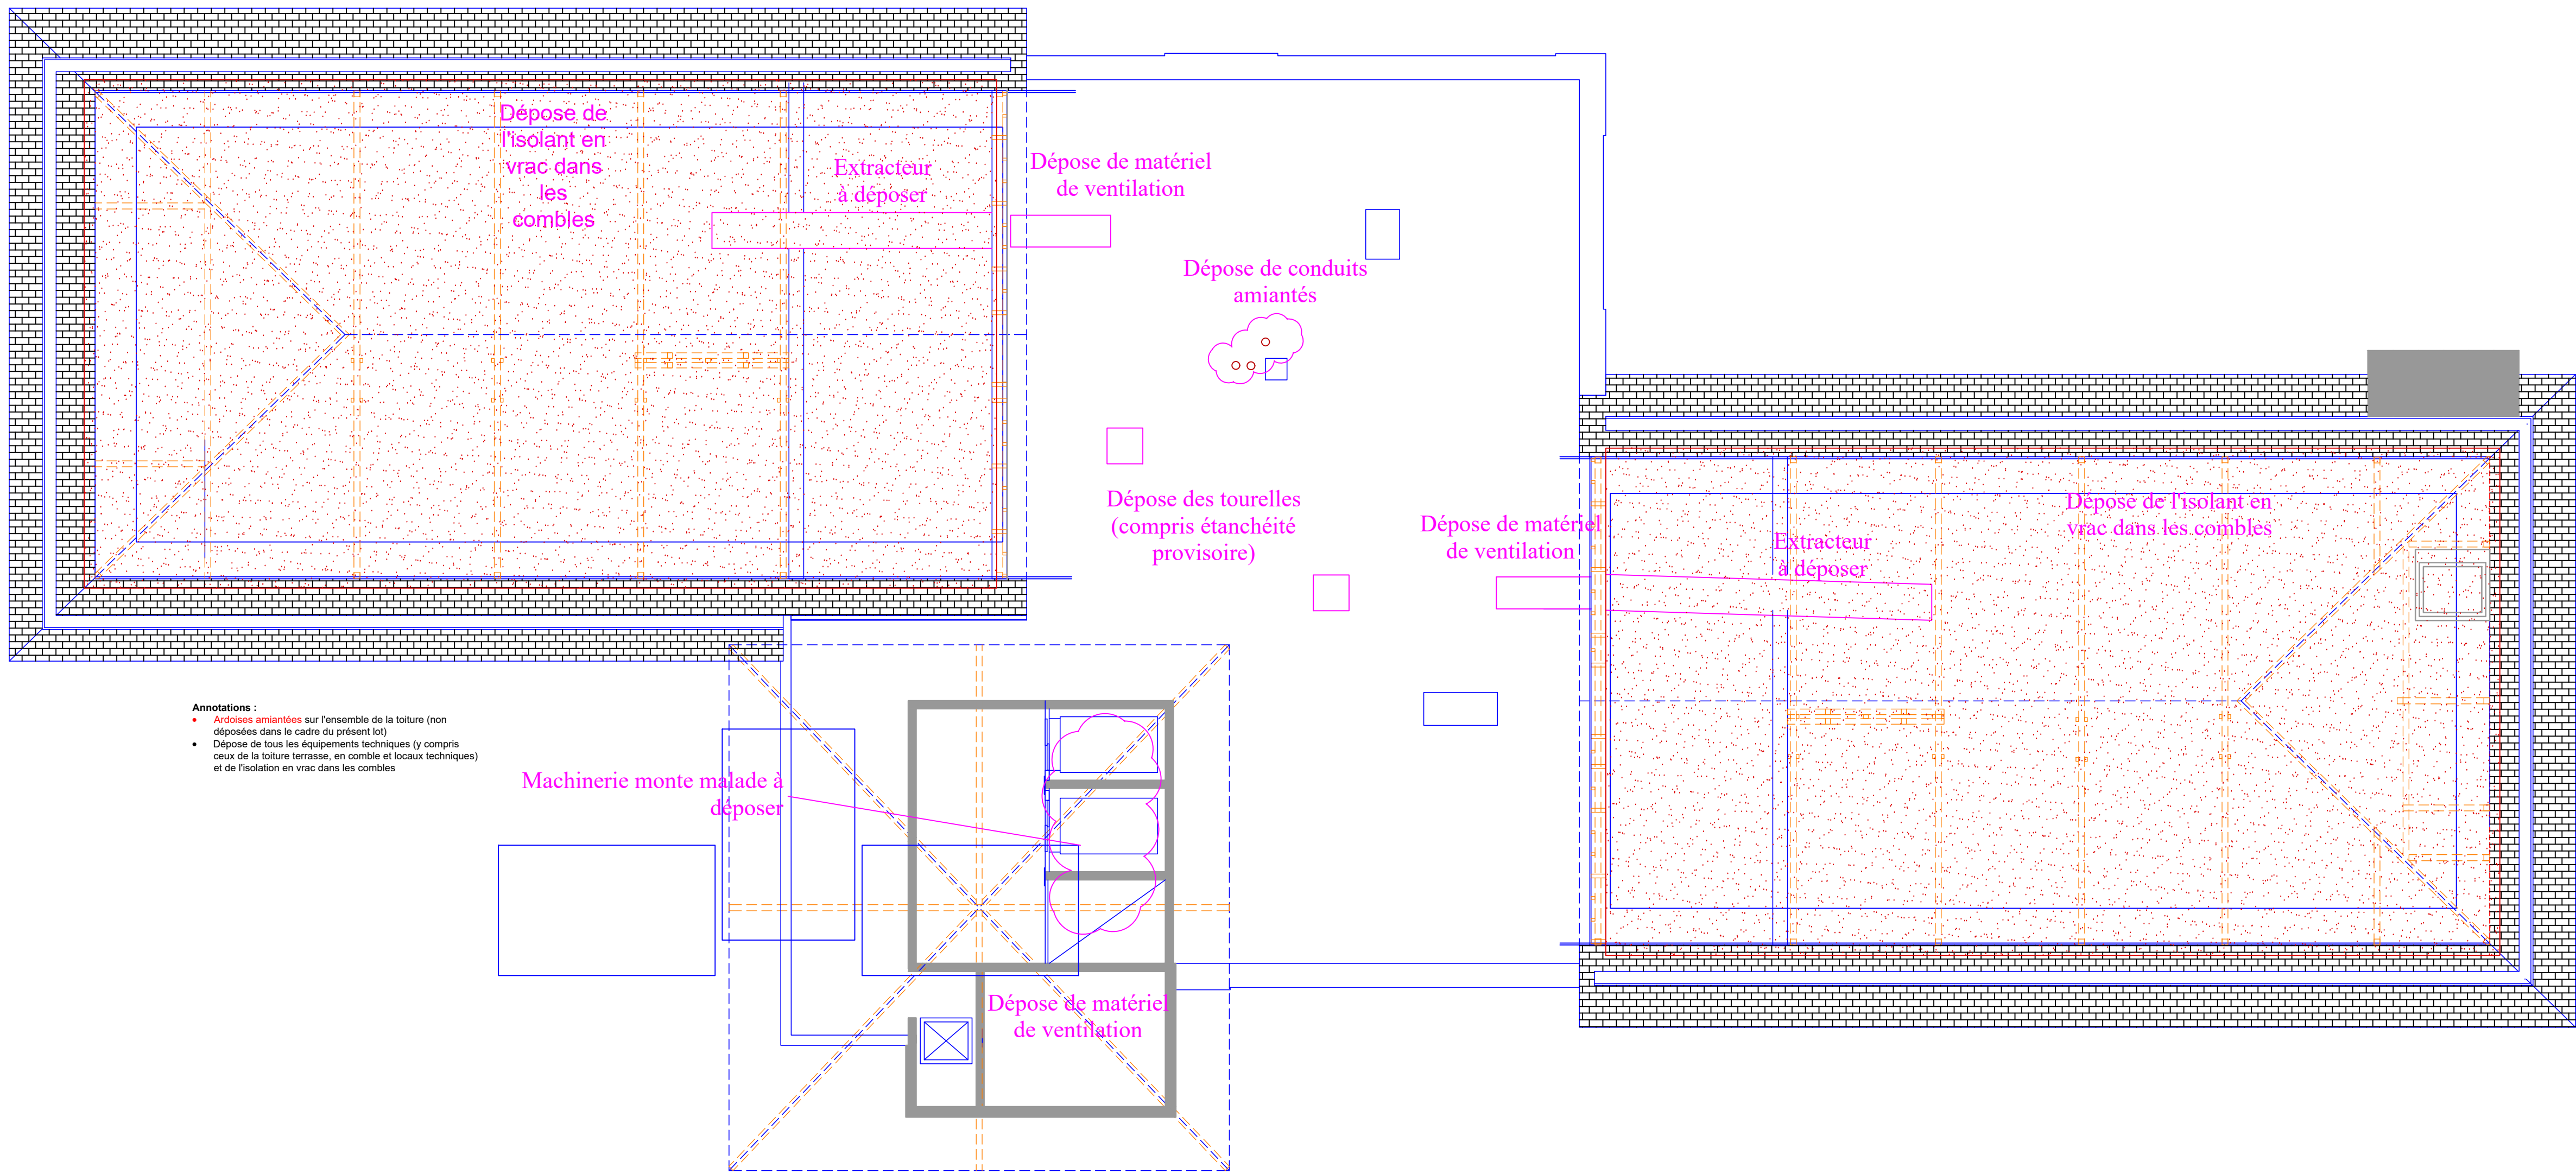 Dépose de
l'isolant en
vrac dans
les
combles
Extracteur
à déposer
Dépose de matériel
de ventilation
Dépose de conduits
amiantés
Dépose des tourelles
(compris étanchéité
provisoire)
Dépose de matériel
de ventilation
Extracteur
à déposer
Dépose de l'isolant en
vrac dans les combles
Annotations :
• Ardoises amiantées sur l'ensemble de la toiture (non
déposées dans le cadre du présent lot)
• Dépose de tous les équipements techniques (y compris
ceux de la toiture terrasse, en comble et locaux techniques)
et de l'isolation en vrac dans les combles
Machinerie monte malade à
déposer
Dépose de matériel
de ventilation